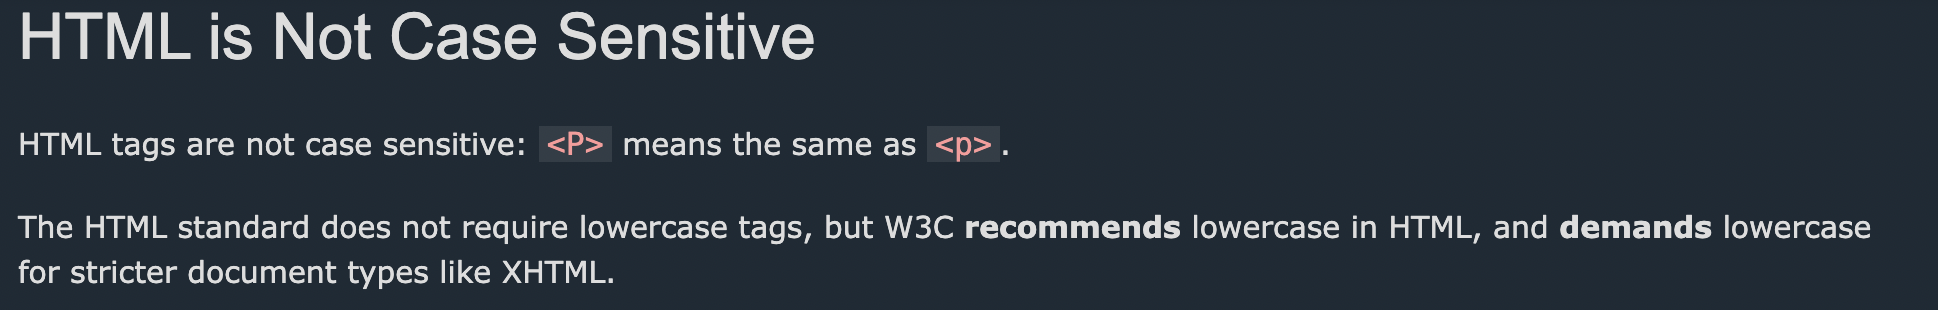 HTML is Not Case Sensitive
HTML tags are not case sensitive: <P> means the same as <p>.
The HTML standard does not require lowercase tags, but W3C recommends lowercase in HTML, and demands lowercase
for stricter document types like XHTML.